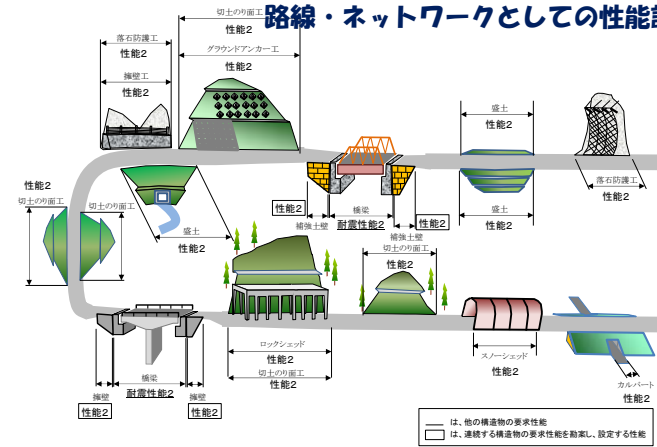 路線・ネットワークとしての性能
切土のり面工
性能2
落石防護工
性能2
グラウンドアンカー工
性能2
擁壁工
性能2
盛土
性能2
落石防護工
性能2
盛土
性能2
性能2
切土のり面工
切土のり面工
性能2
盛土
性能2
性能2
補強土壁
橋梁
耐震性能2
性能2
補強土壁
切土のり面工
性能2
ロックシェッド
性能2
切土のり面工
性能2
スノーシェッド
性能2
カルバート
性能2
擁壁
性能2
橋梁
耐震性能2
擁壁
性能2
は、他の構造物の要求性能
は、連続する構造物の要求性能を勘案し、設定する性能